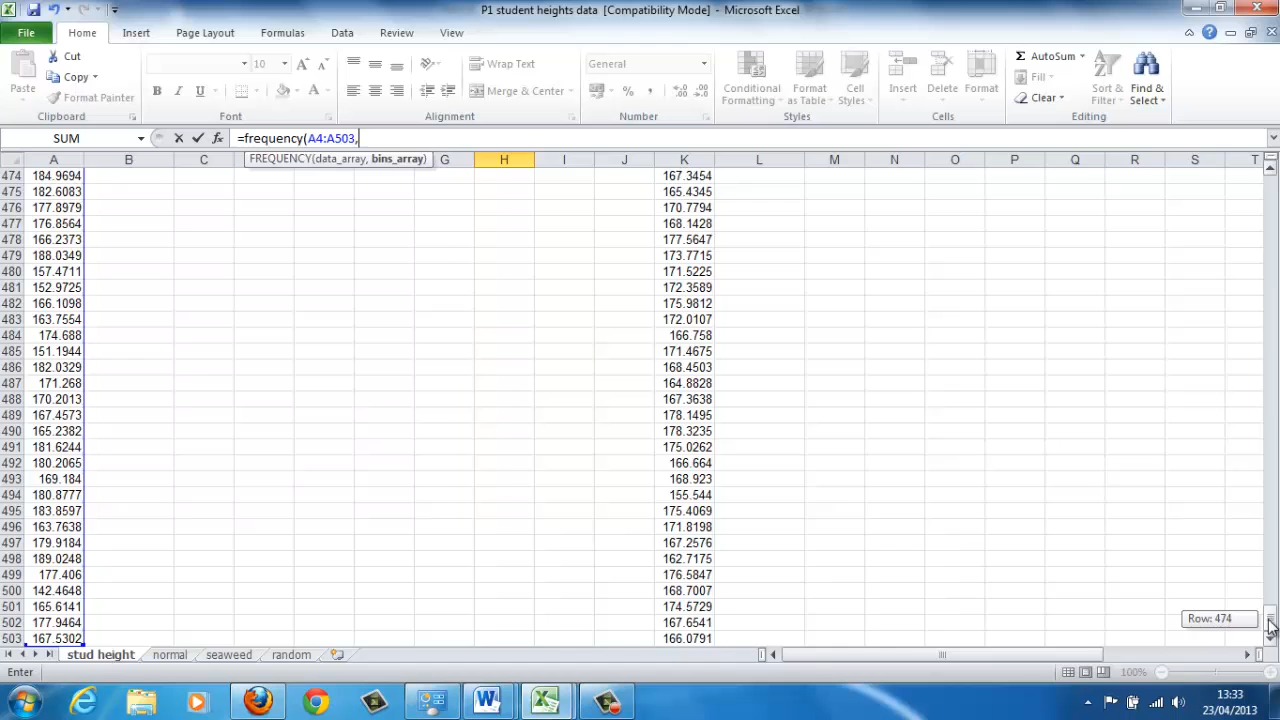 P1 student heights data [Compatibility Mode] - Microsoft Excel
File Home Insert Page Layout Formulas Data Review View
Paste Cut Copy Format Painter
10 B I U A
Wrap Text Merge & Center
General %
Conditional Formatting Format as Table Cell Styles
Insert Delete Format
AutoSum Fill Clear Sort & Filter Find & Select
Clipboard Font Alignment Number Styles Cells Editing
SUM fx =frequency(A4:A503,
FREQUENCY(data_array, bins_array)
A B C G H I J K L M N O P Q R S T
474 184.9694 167.3454
475 182.6083 165.4345
476 177.8979 170.7794
477 176.8564 168.1428
478 166.2373 177.5647
479 188.0349 173.7715
480 157.4711 171.5225
481 152.9725 172.3589
482 166.1098 175.9812
483 163.7554 172.0107
484 174.688 166.758
485 151.1944 171.4675
486 182.0329 168.4503
487 171.268 164.8828
488 170.2013 167.3638
489 167.4573 178.1495
490 165.2382 178.3235
491 181.6244 175.0262
492 180.2065 166.664
493 169.184 168.923
494 180.8777 155.544
495 183.8597 175.4069
496 163.7638 171.8198
497 179.9184 167.2576
498 189.0248 162.7175
499 177.406 176.5847
500 142.4648 168.7007
501 165.6141 174.5729
502 177.9464 167.6541 Row: 474
503 167.5302 166.0791
stud height normal seaweed random
Enter 100%
13:33
23/04/2013